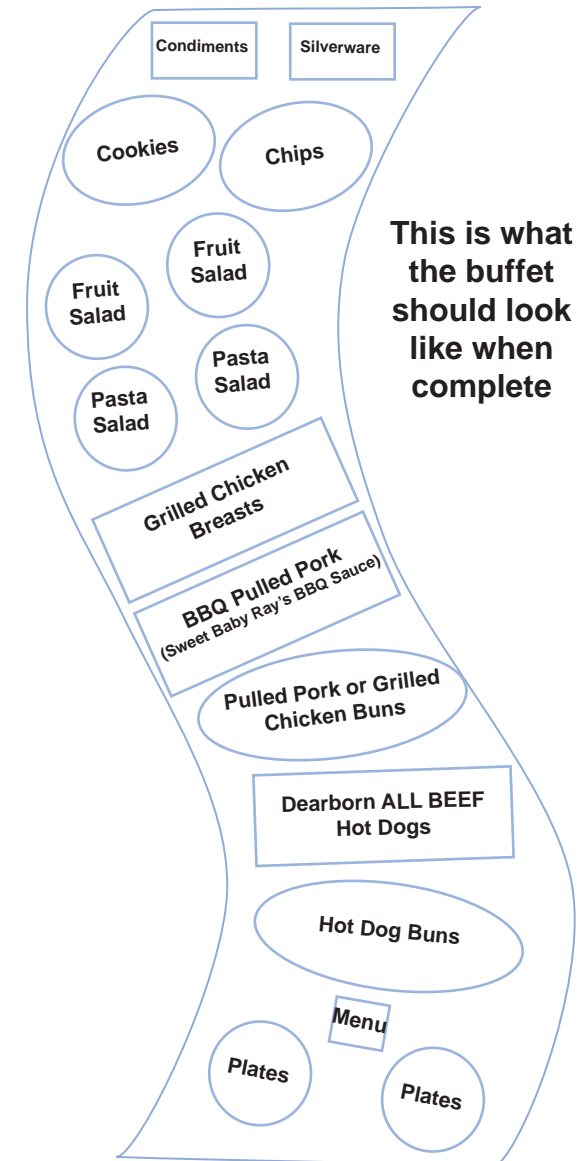 Condiments
Silverware
Cookies
Chips
Fruit
Salad
Fruit
Salad
This is what
the buffet
should look
like when
complete
Pasta
Salad
Pasta
Salad
Grilled Chicken
Breasts
BBQ Pulled Pork
(Sweet Baby Ray's BBQ Sauce)
Pulled Pork or Grilled
Chicken Buns
Dearborn ALL BEEF
Hot Dogs
Hot Dog Buns
Menu
Plates
Plates